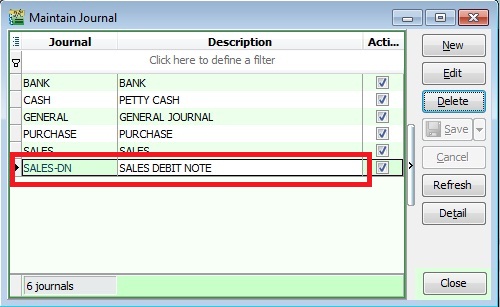 Maintain Journal
Journal Description Acti...
Click here to define a filter
BANK BANK
CASH PETTY CASH
GENERAL GENERAL JOURNAL
PURCHASE PURCHASE
SALES SALES
SALES-DN SALES DEBIT NOTE
6 journals
New
Edit
Delete
Save
Cancel
Refresh
Detail
Close